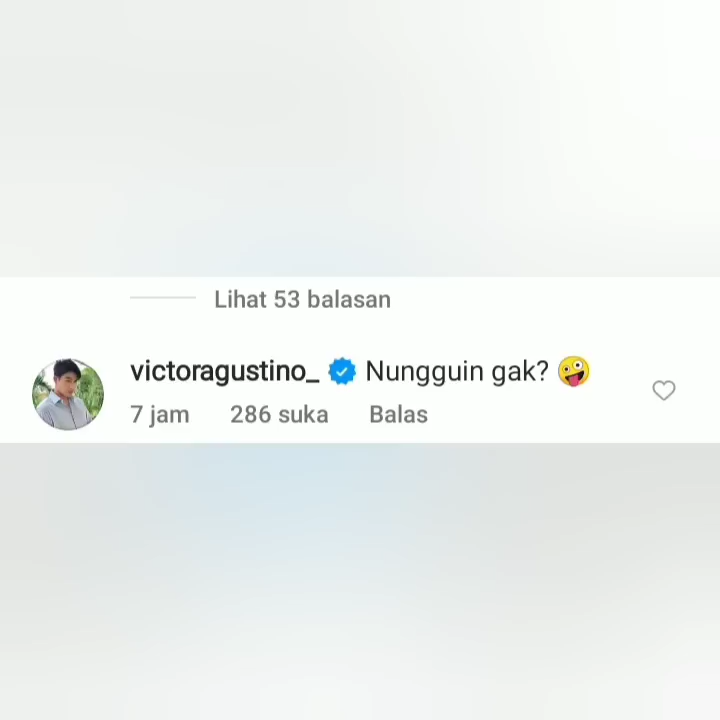 Lihat 53 balasan
victoragustino_ Nungguin gak? 🤪
7 jam 286 suka Balas